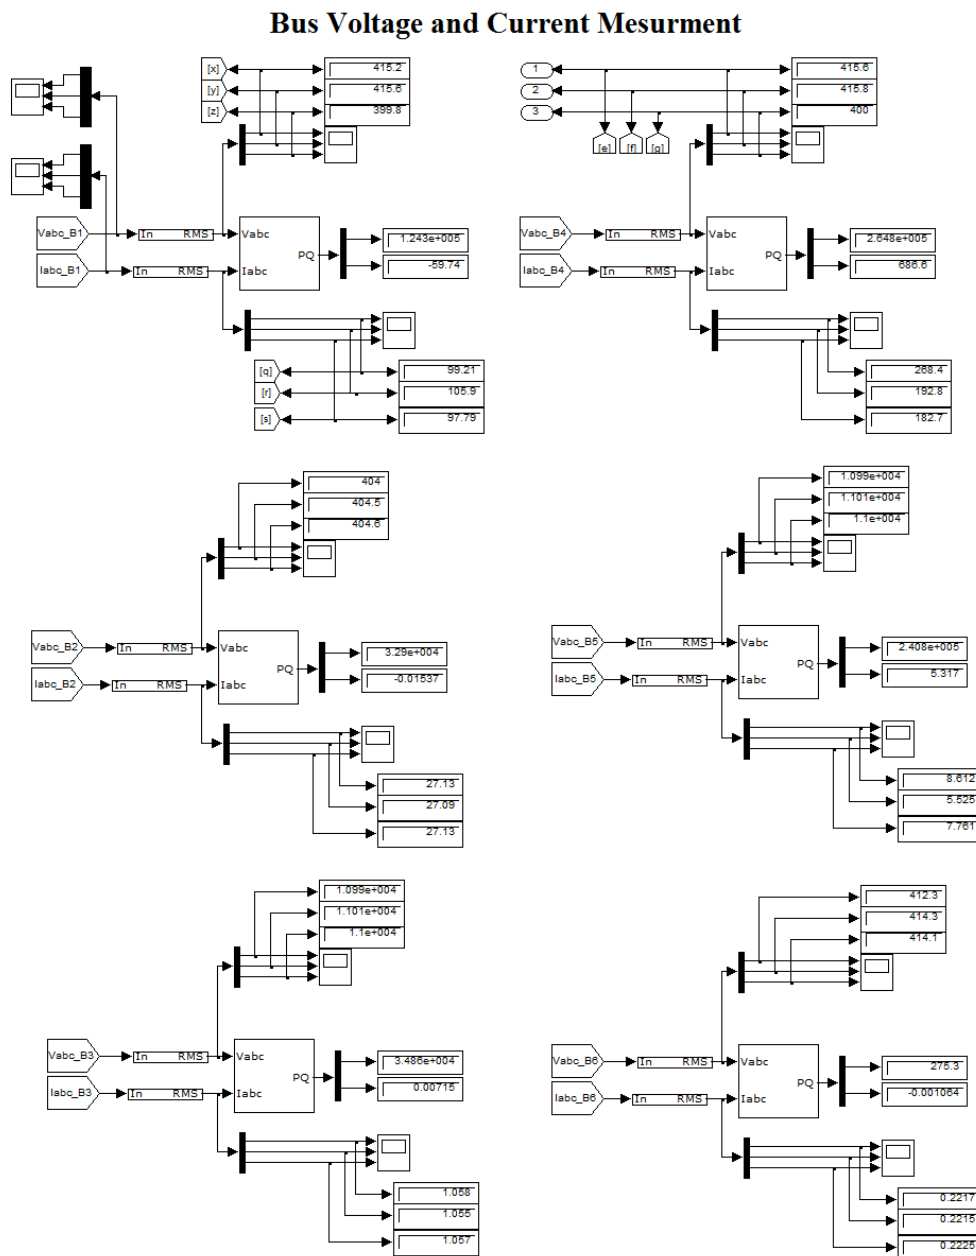 Bus Voltage and Current Mesurment
[x]
415.2
[y]
415.6
[z]
399.8
Vabc_B1
In RMS
Vabc
Iabc_B1
In RMS
Iabc
PQ
1.243e+005
-59.74
[q]
99.21
[r]
105.9
[s]
97.79
1
415.6
2
415.8
3
400
[e]
[f]
[g]
Vabc_B4
In RMS
Vabc
Iabc_B4
In RMS
Iabc
PQ
2.648e+005
686.6
268.4
192.8
182.7
404
404.5
404.6
Vabc_B2
In RMS
Vabc
Iabc_B2
In RMS
Iabc
PQ
3.29e+004
-0.01537
27.13
27.09
27.13
1.099e+004
1.101e+004
1.1e+004
Vabc_B5
In RMS
Vabc
Iabc_B5
In RMS
Iabc
PQ
2.408e+005
5.317
8.612
5.525
7.761
1.099e+004
1.101e+004
1.1e+004
Vabc_B3
In RMS
Vabc
Iabc_B3
In RMS
Iabc
PQ
3.486e+004
0.00715
1.058
1.055
1.057
412.3
414.3
414.1
Vabc_B6
In RMS
Vabc
Iabc_B6
In RMS
Iabc
PQ
275.3
-0.001064
0.2217
0.2215
0.2225